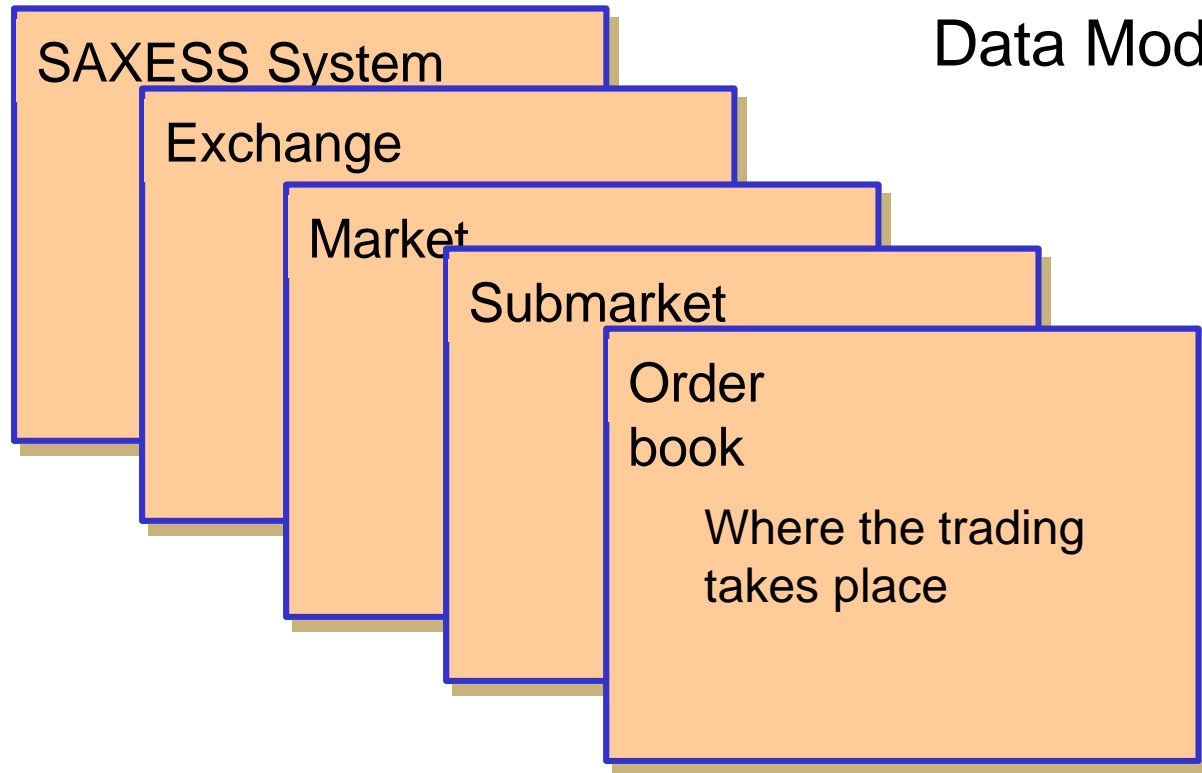 Data Mod
SAXESS System
Exchange
Market
Submarket
Order
book
Where the trading
takes place